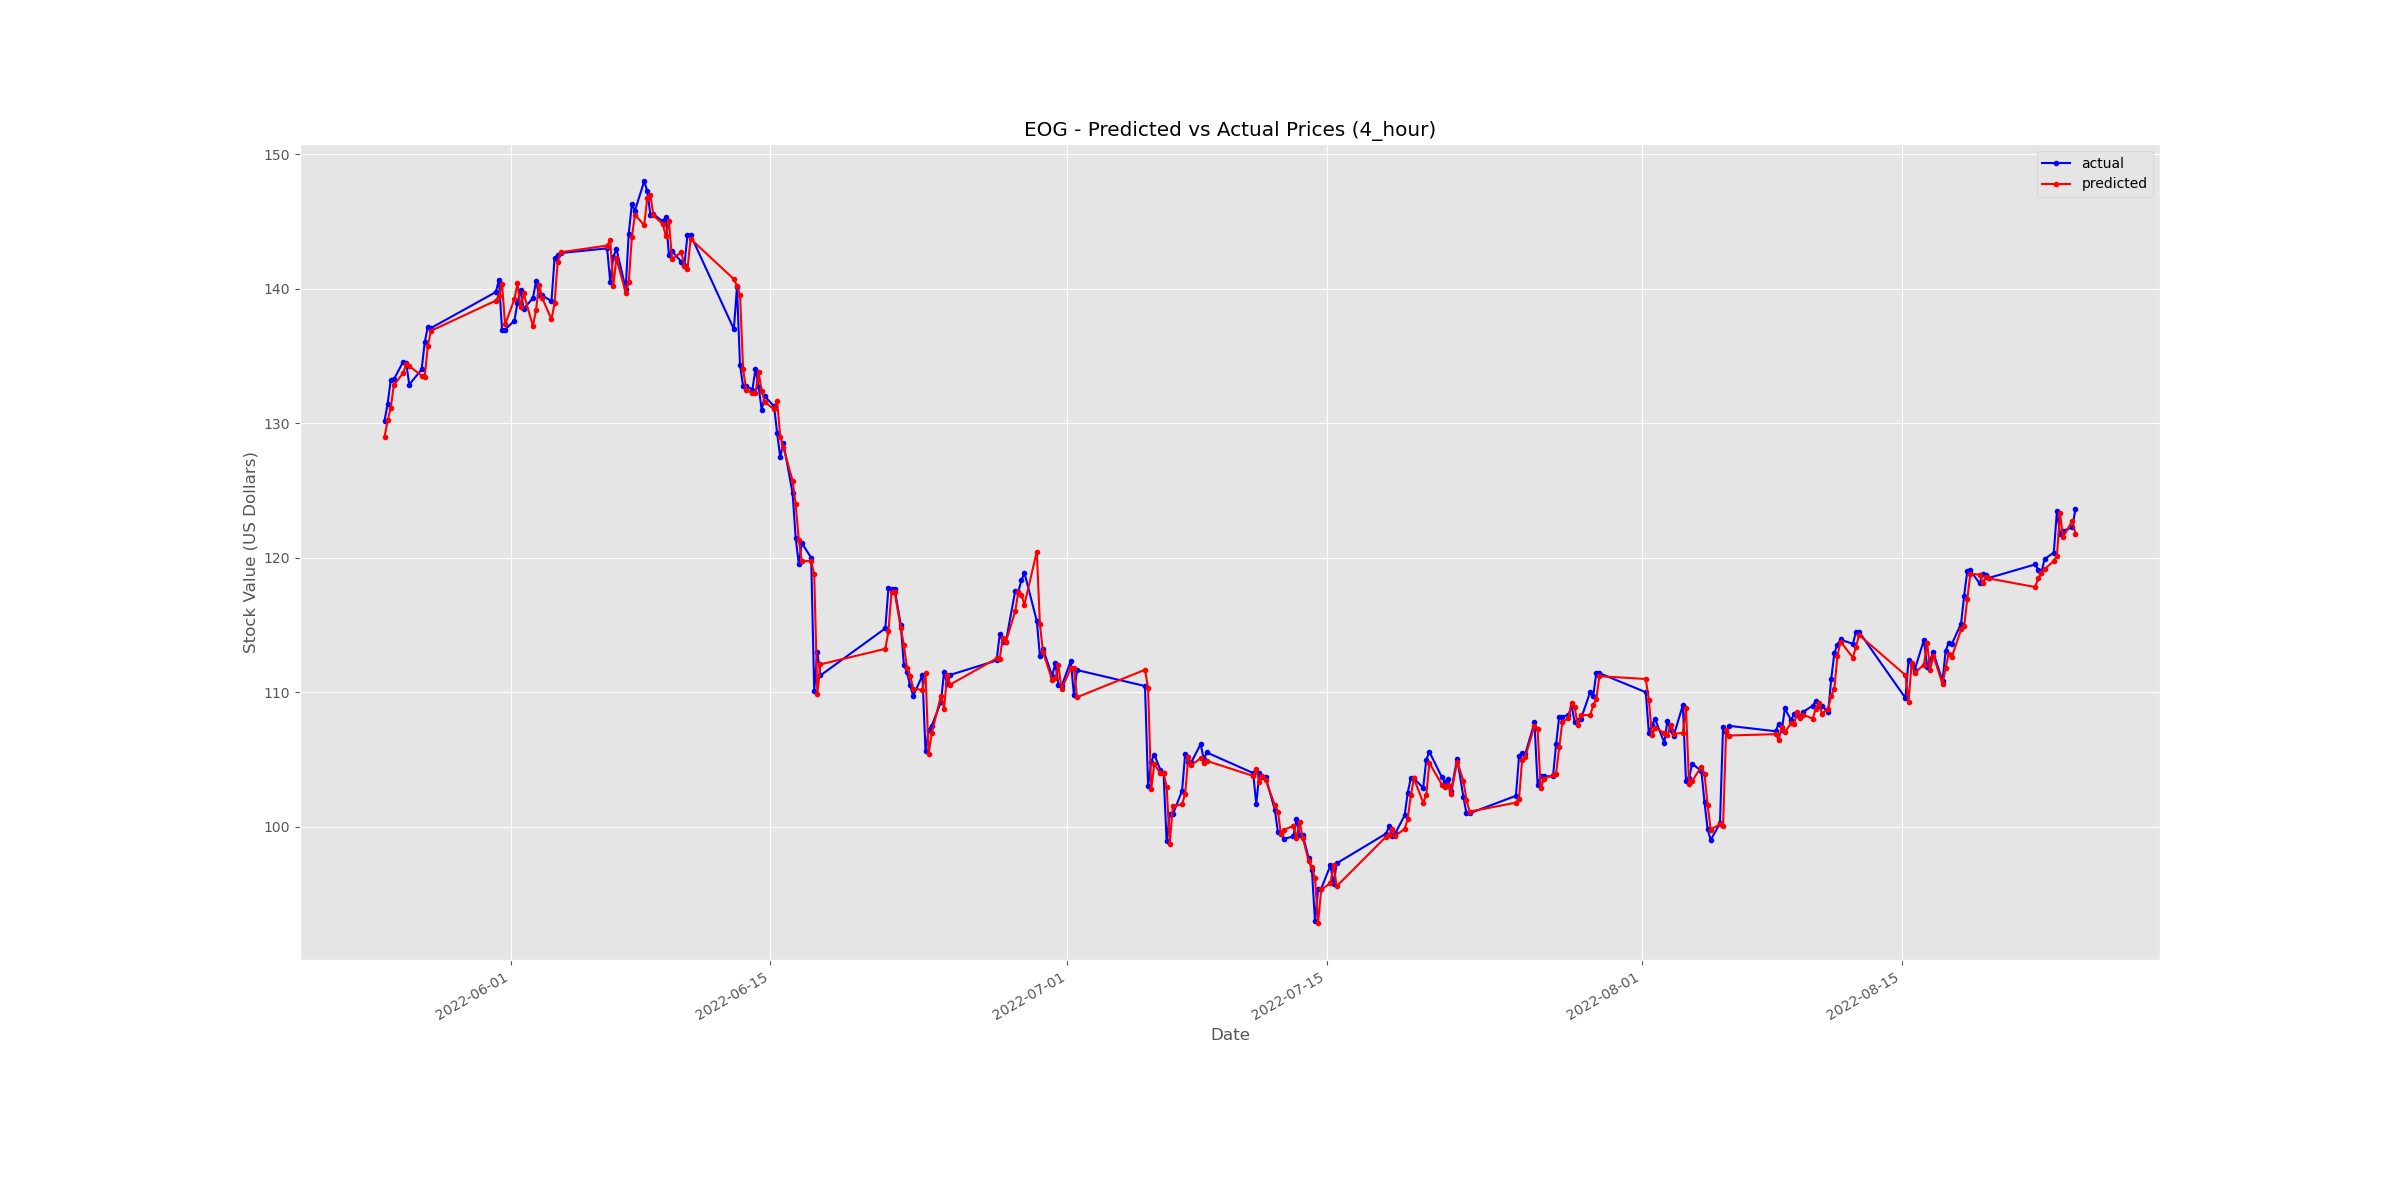 EOG - Predicted vs Actual Prices (4_hour)
150
140
130
120
110
100
Stock Value (US Dollars)
actual
predicted
2022-06-01
2022-06-15
2022-07-01
2022-07-15
2022-08-01
2022-08-15
Date